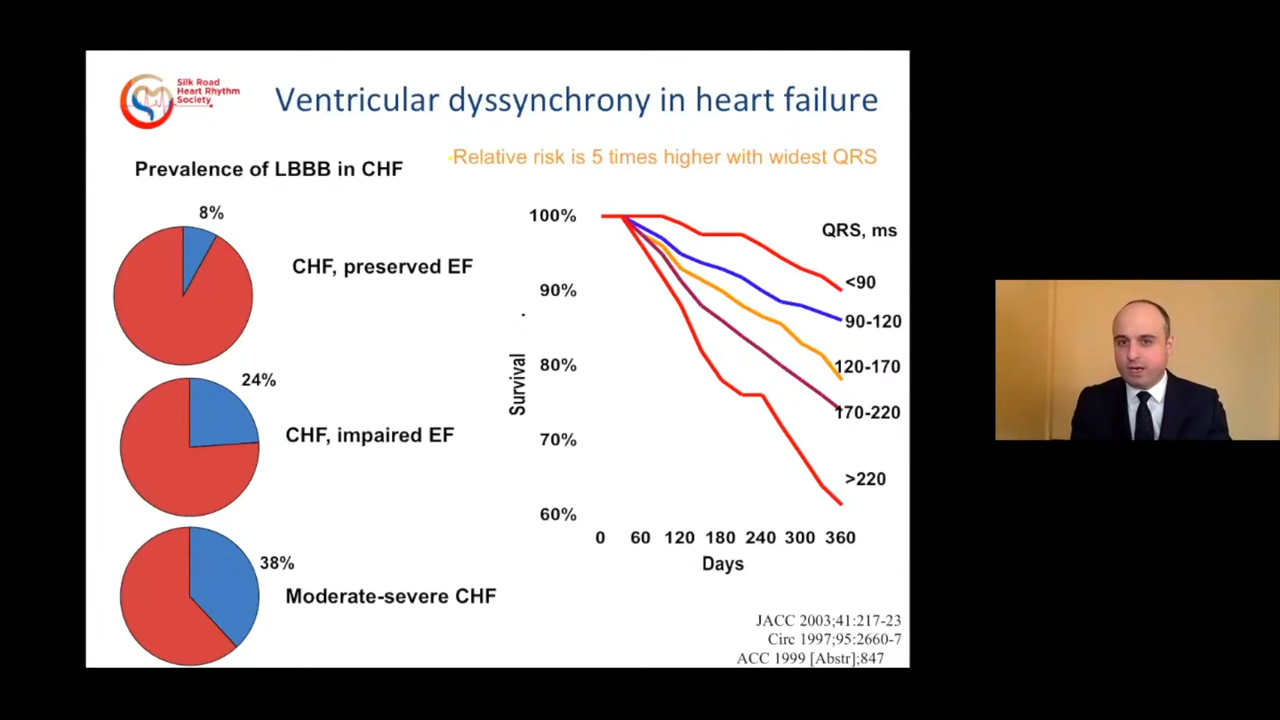 Silk Road
Heart Rhythm
Society
Ventricular dyssynchrony in heart failure
Prevalence of LBBB in CHF
Relative risk is 5 times higher with widest QRS
8%
CHF, preserved EF
24%
CHF, impaired EF
38%
Moderate-severe CHF
100%
90%
80%
70%
60%
Survival
0 60 120 180 240 300 360
Days
QRS, ms
<90
90-120
120-170
170-220
>220
JACC 2003;41:217-23
Circ 1997;95:2660-7
ACC 1999 [Abstr];847